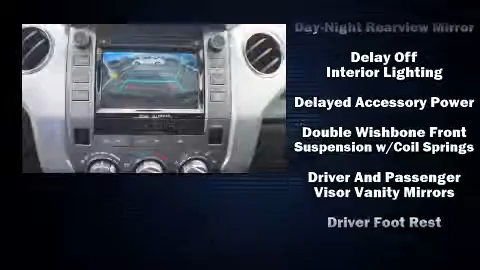 Day-Night Rearview Mirror
Delay Off
Interior Lighting
Delayed Accessory Power
Double Wishbone Front
Suspension w/Coil Springs
Driver And Passenger
Visor Vanity Mirrors
Driver Foot Rest